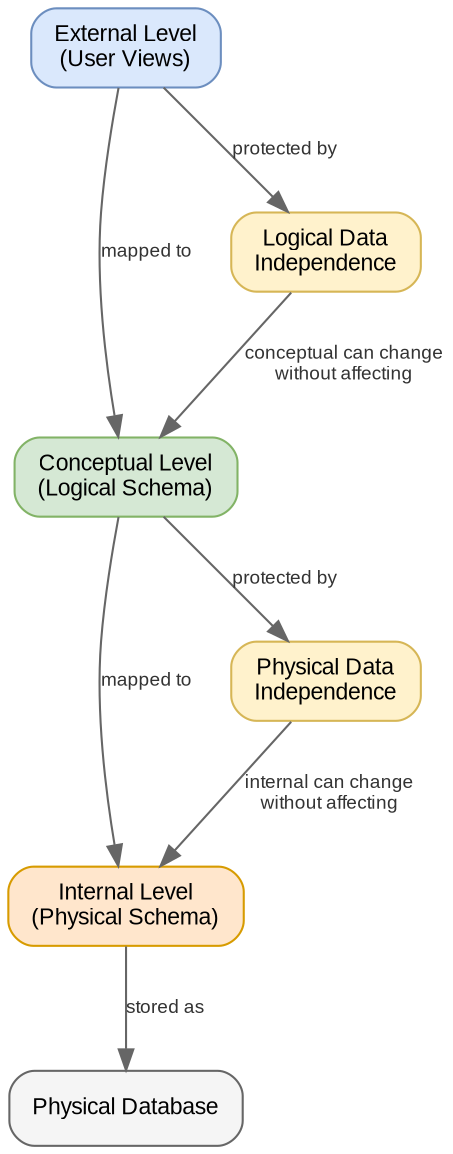 External Level
(User Views)
protected by
Logical Data
Independence
mapped to
conceptual can change
without affecting
Conceptual Level
(Logical Schema)
protected by
Physical Data
Independence
mapped to
internal can change
without affecting
Internal Level
(Physical Schema)
stored as
Physical Database